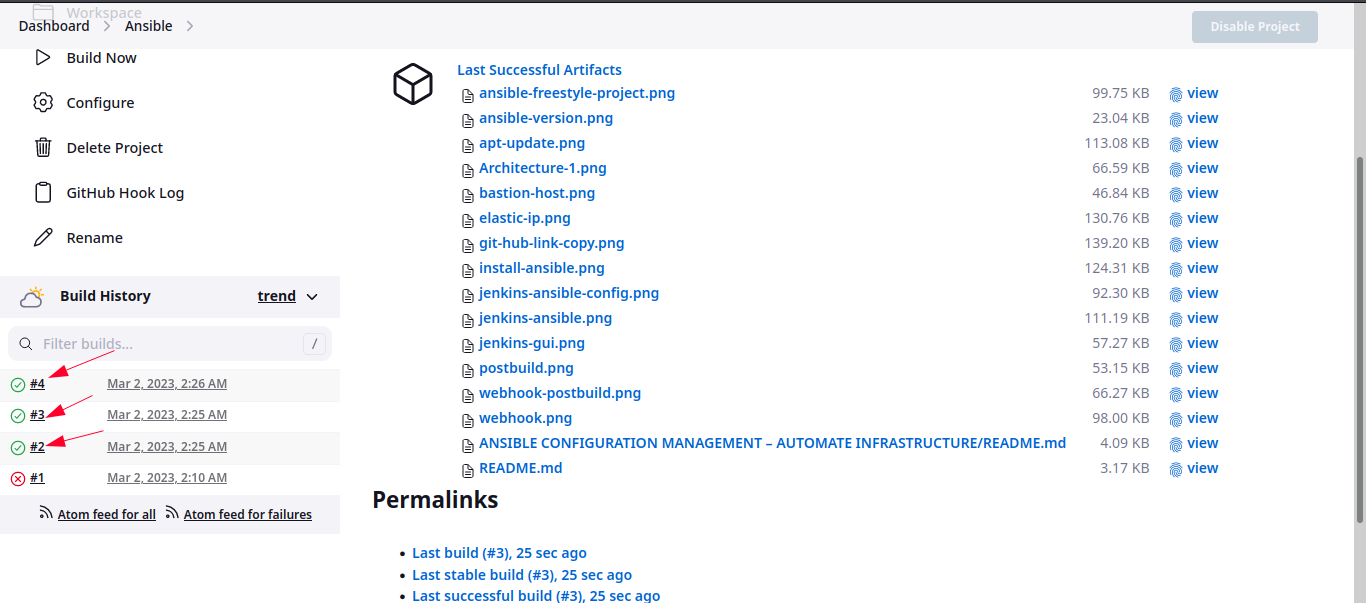 Workspace
Dashboard > Ansible >
Disable Project
Build Now
Configure
Delete Project
GitHub Hook Log
Rename
Build History trend
Filter builds... /
#4 Mar 2, 2023, 2:26 AM
#3 Mar 2, 2023, 2:25 AM
#2 Mar 2, 2023, 2:25 AM
#1 Mar 2, 2023, 2:10 AM
Atom feed for all Atom feed for failures
Last Successful Artifacts
ansible-freestyle-project.png 99.75 KB view
ansible-version.png 23.04 KB view
apt-update.png 113.08 KB view
Architecture-1.png 66.59 KB view
bastion-host.png 46.84 KB view
elastic-ip.png 130.76 KB view
git-hub-link-copy.png 139.20 KB view
install-ansible.png 124.31 KB view
jenkins-ansible-config.png 92.30 KB view
jenkins-ansible.png 111.19 KB view
jenkins-gui.png 57.27 KB view
postbuild.png 53.15 KB view
webhook-postbuild.png 66.27 KB view
webhook.png 98.00 KB view
ANSIBLE CONFIGURATION MANAGEMENT – AUTOMATE INFRASTRUCTURE/README.md 4.09 KB view
README.md 3.17 KB view
Permalinks
• Last build (#3), 25 sec ago
• Last stable build (#3), 25 sec ago
• Last successful build (#3), 25 sec ago